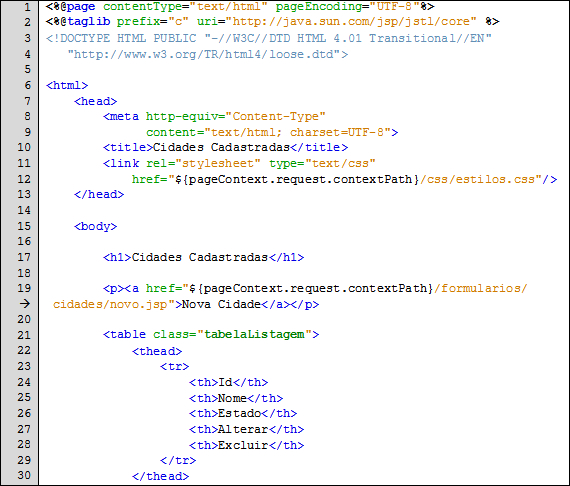 1 <%@page contentType="text/html" pageEncoding="UTF-8"%>
2 <%@taglib prefix="c" uri="http://java.sun.com/jsp/jstl/core" %>
3 <!DOCTYPE HTML PUBLIC "-//W3C//DTD HTML 4.01 Transitional//EN"
4 "http://www.w3.org/TR/html4/loose.dtd">
5
6 <html>
7 <head>
8 <meta http-equiv="Content-Type"
9 content="text/html; charset=UTF-8">
10 <title>Cidades Cadastradas</title>
11 <link rel="stylesheet" type="text/css"
12 href="${pageContext.request.contextPath}/css/estilos.css"/>
13 </head>
14
15 <body>
16
17 <h1>Cidades Cadastradas</h1>
18
19 <p><a href="${pageContext.request.contextPath}/formularios/
→ cidades/novo.jsp">Nova Cidade</a></p>
20
21 <table class="tabelaListagem">
22 <thead>
23 <tr>
24 <th>Id</th>
25 <th>Nome</th>
26 <th>Estado</th>
27 <th>Alterar</th>
28 <th>Excluir</th>
29 </tr>
30 </thead>